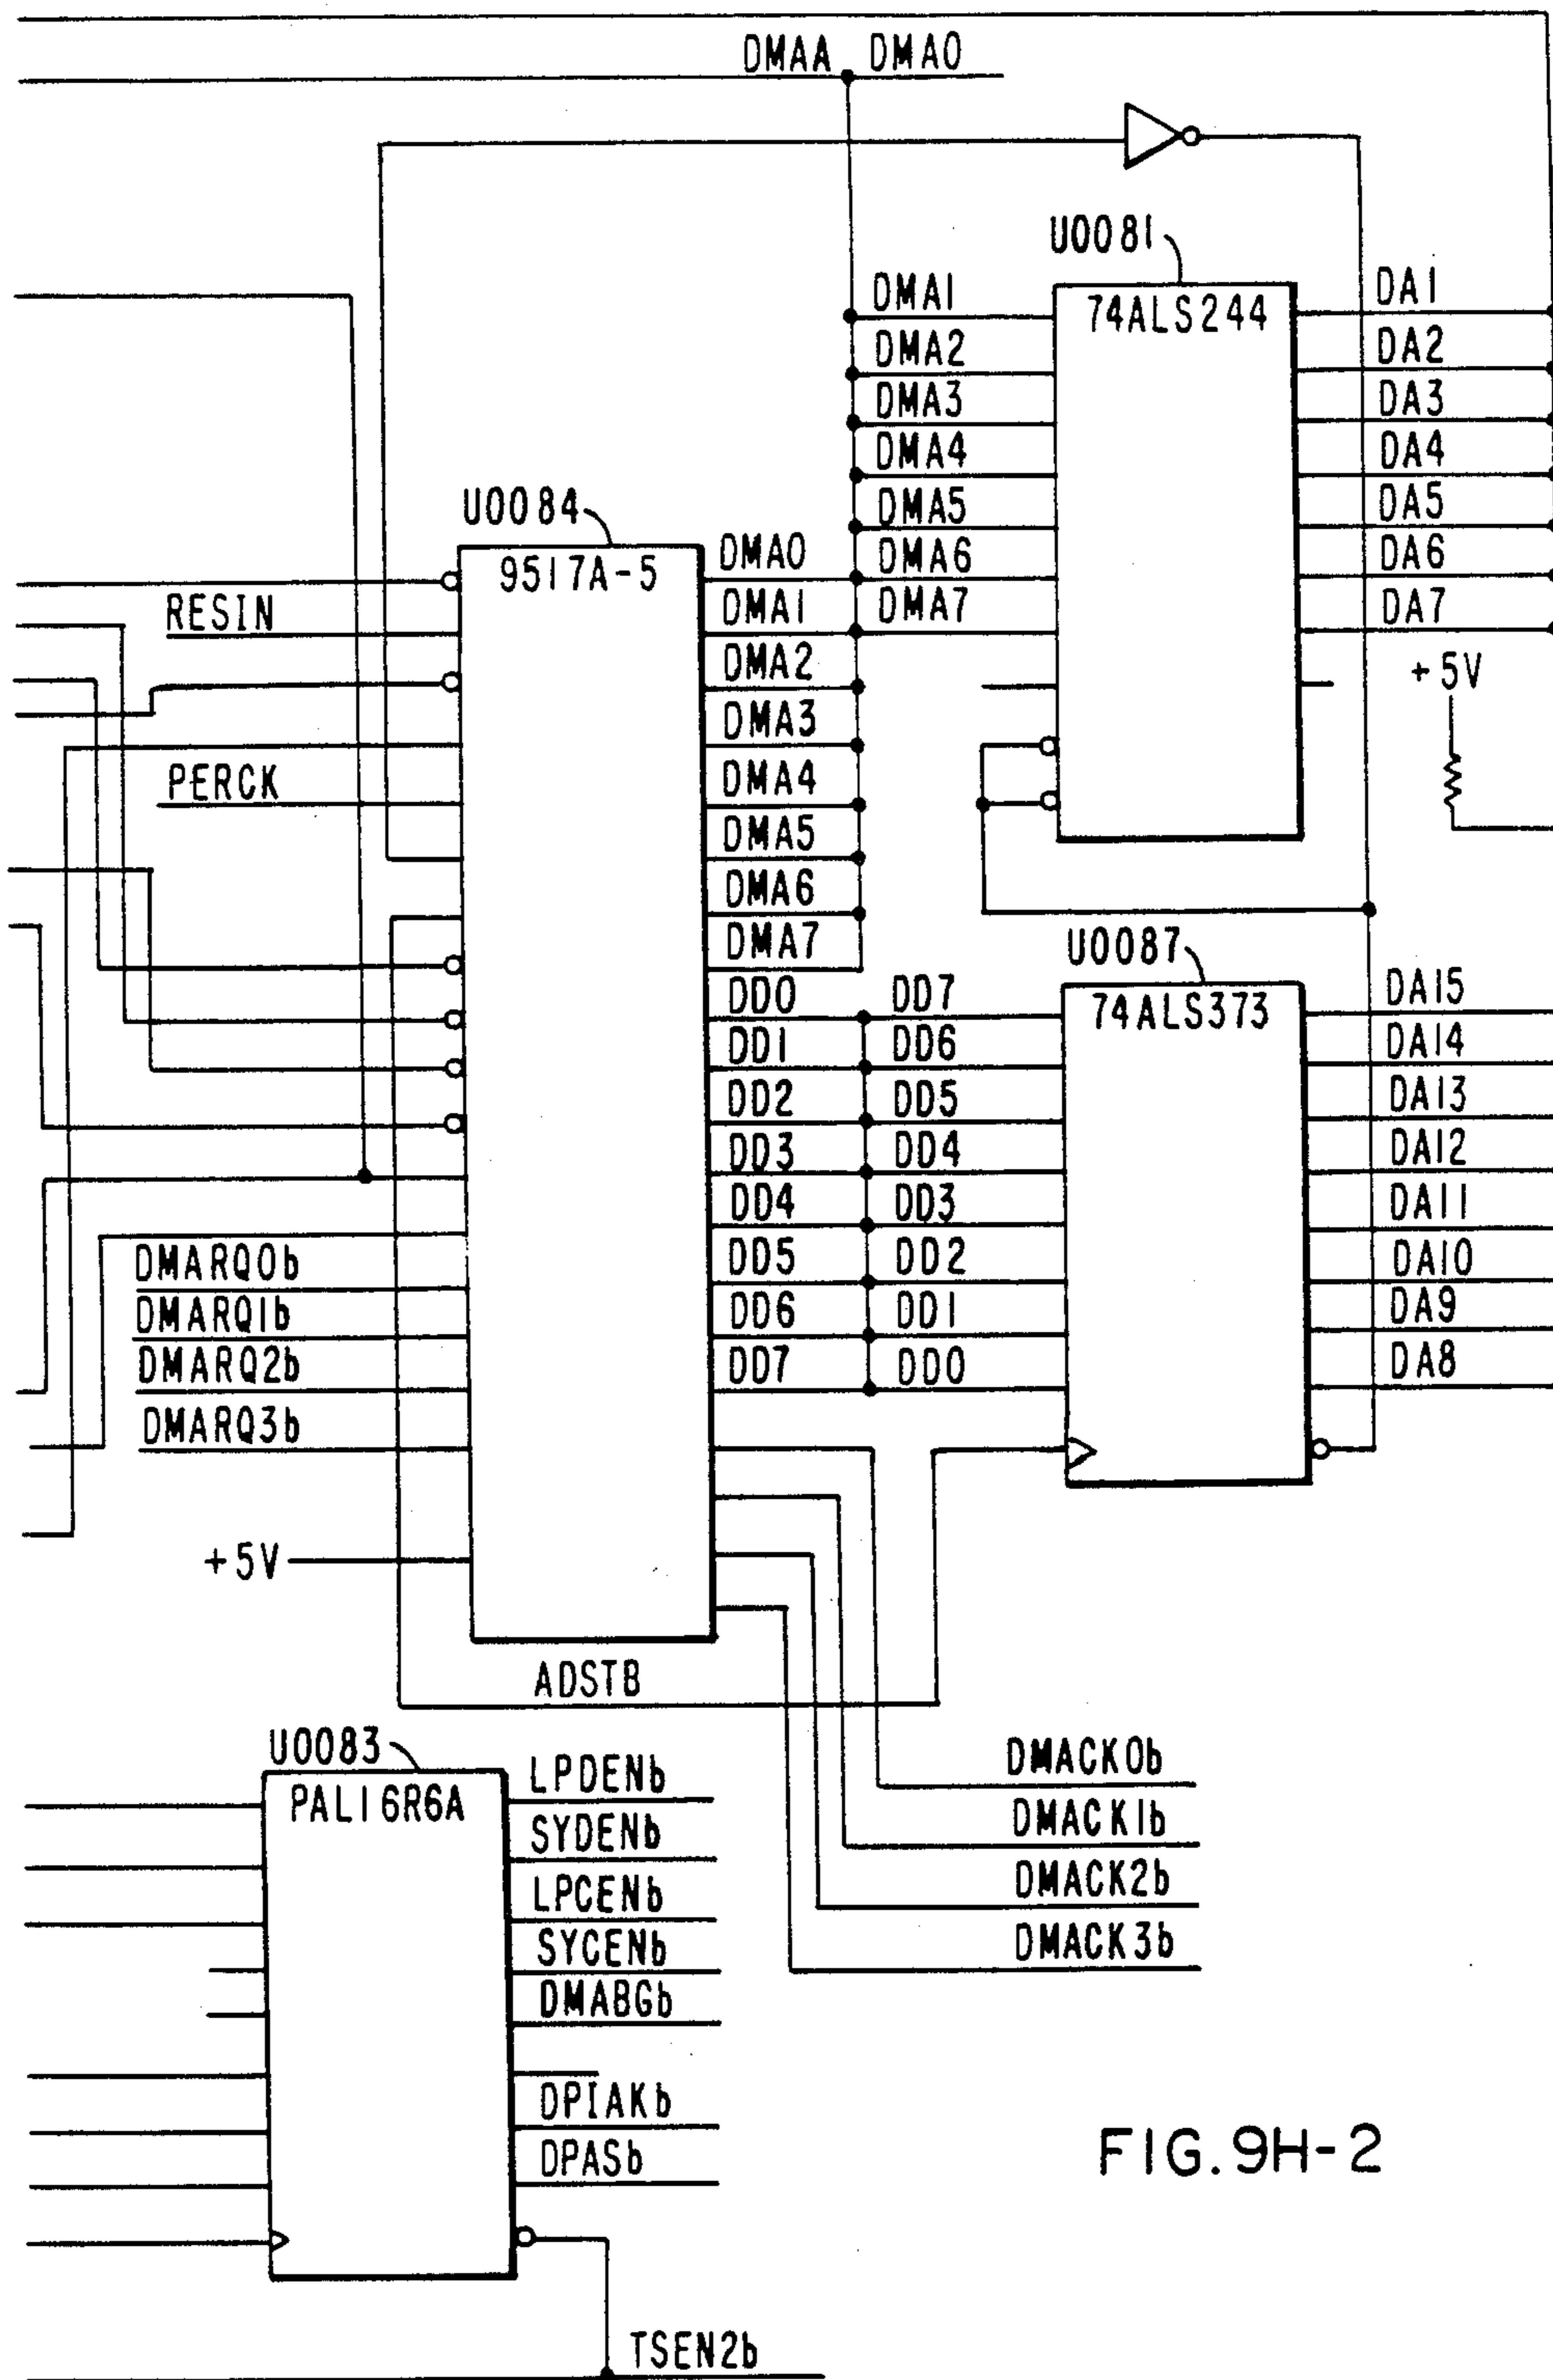 DMAA DMA0
U0081
74ALS244
DMA1
DMA2
DMA3
DMA4
DMA5
DMA6
DMA7
DA1
DA2
DA3
DA4
DA5
DA6
DA7
+5V
U0084
9517A-5
RESIN
PERCK
DMARQ0b
DMARQ1b
DMARQ2b
DMARQ3b
+5V
DMA0
DMA1
DMA2
DMA3
DMA4
DMA5
DMA6
DMA7
DD0
DD1
DD2
DD3
DD4
DD5
DD6
DD7
U0087
74ALS373
DD7
DD6
DD5
DD4
DD3
DD2
DD1
DD0
DA15
DA14
DA13
DA12
DA11
DA10
DA9
DA8
ADSTB
DMACK0b
DMACK1b
DMACK2b
DMACK3b
U0083
PAL16R6A
LPDENb
SYDENb
LPCENb
SYCENb
DMABGb
DPIAKb
DPASb
TSEN2b
FIG.9H-2